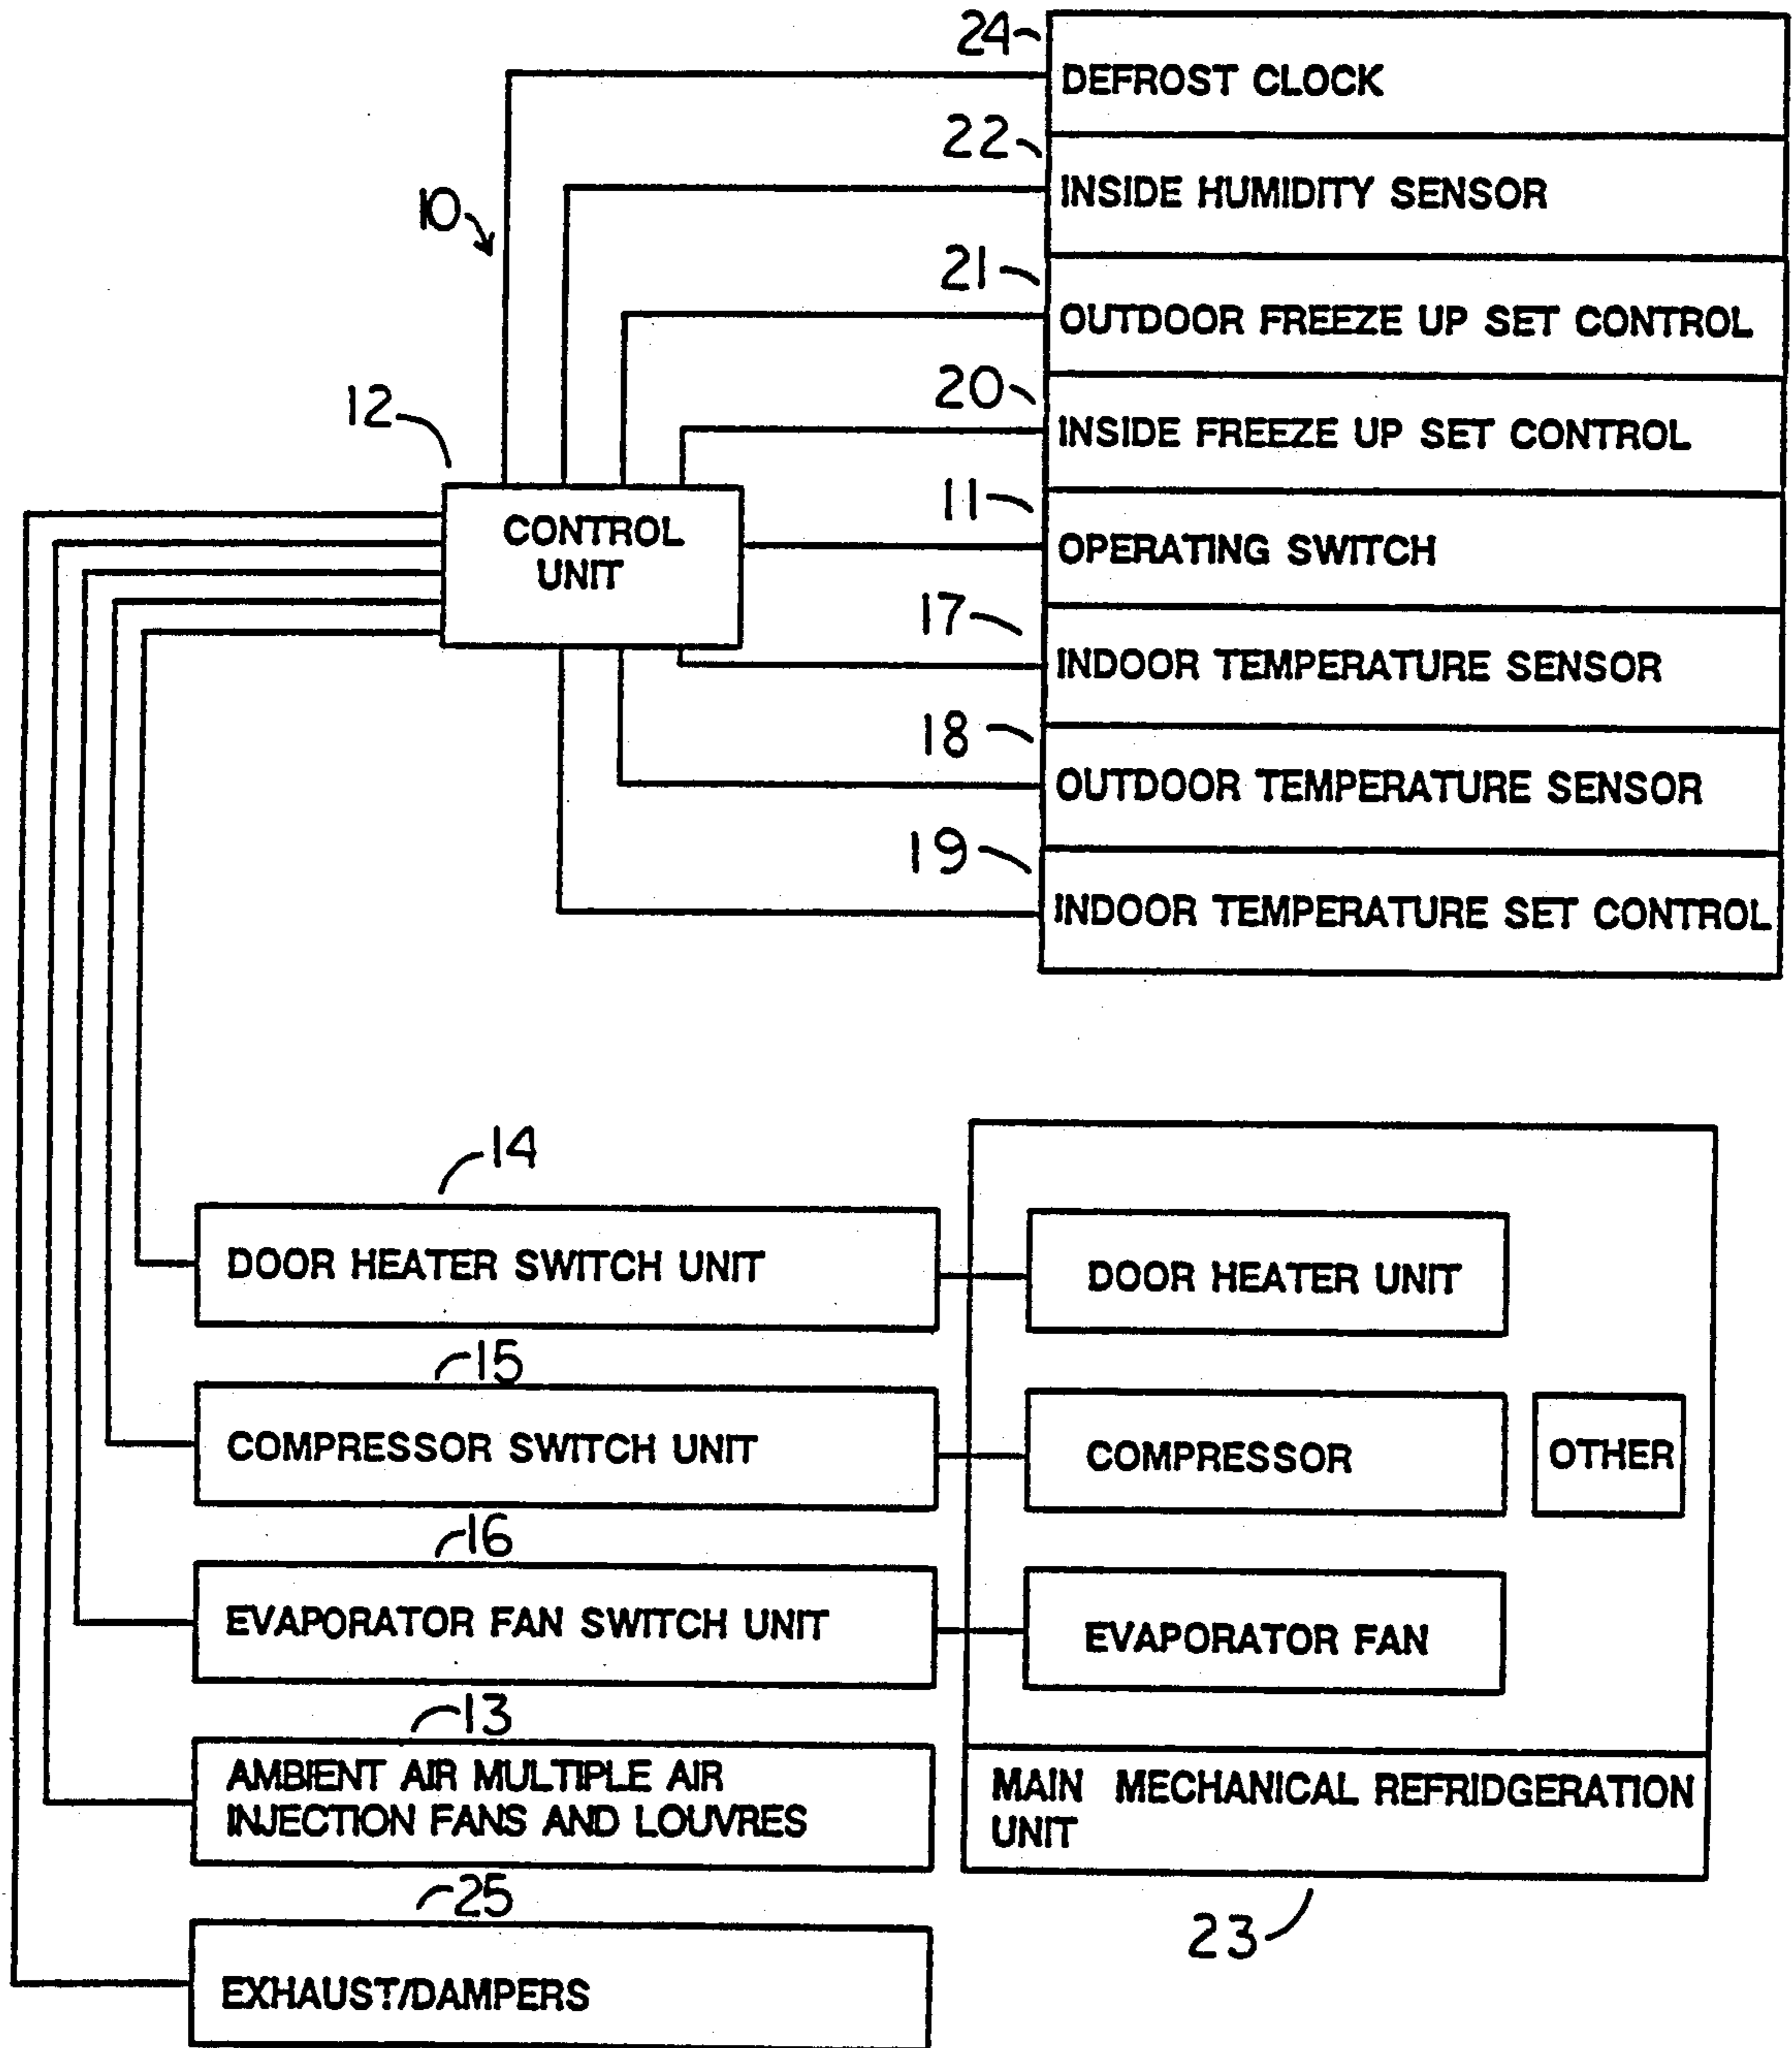 24
DEFROST CLOCK
22
INSIDE HUMIDITY SENSOR
10
21
OUTDOOR FREEZE UP SET CONTROL
20
INSIDE FREEZE UP SET CONTROL
12
CONTROL
UNIT
11
OPERATING SWITCH
17
INDOOR TEMPERATURE SENSOR
18
OUTDOOR TEMPERATURE SENSOR
19
INDOOR TEMPERATURE SET CONTROL
14
DOOR HEATER SWITCH UNIT
DOOR HEATER UNIT
15
COMPRESSOR SWITCH UNIT
COMPRESSOR
OTHER
16
EVAPORATOR FAN SWITCH UNIT
EVAPORATOR FAN
13
AMBIENT AIR MULTIPLE AIR
INJECTION FANS AND LOUVRES
MAIN MECHANICAL REFRIDGERATION
UNIT
25
EXHAUST/DAMPERS
23